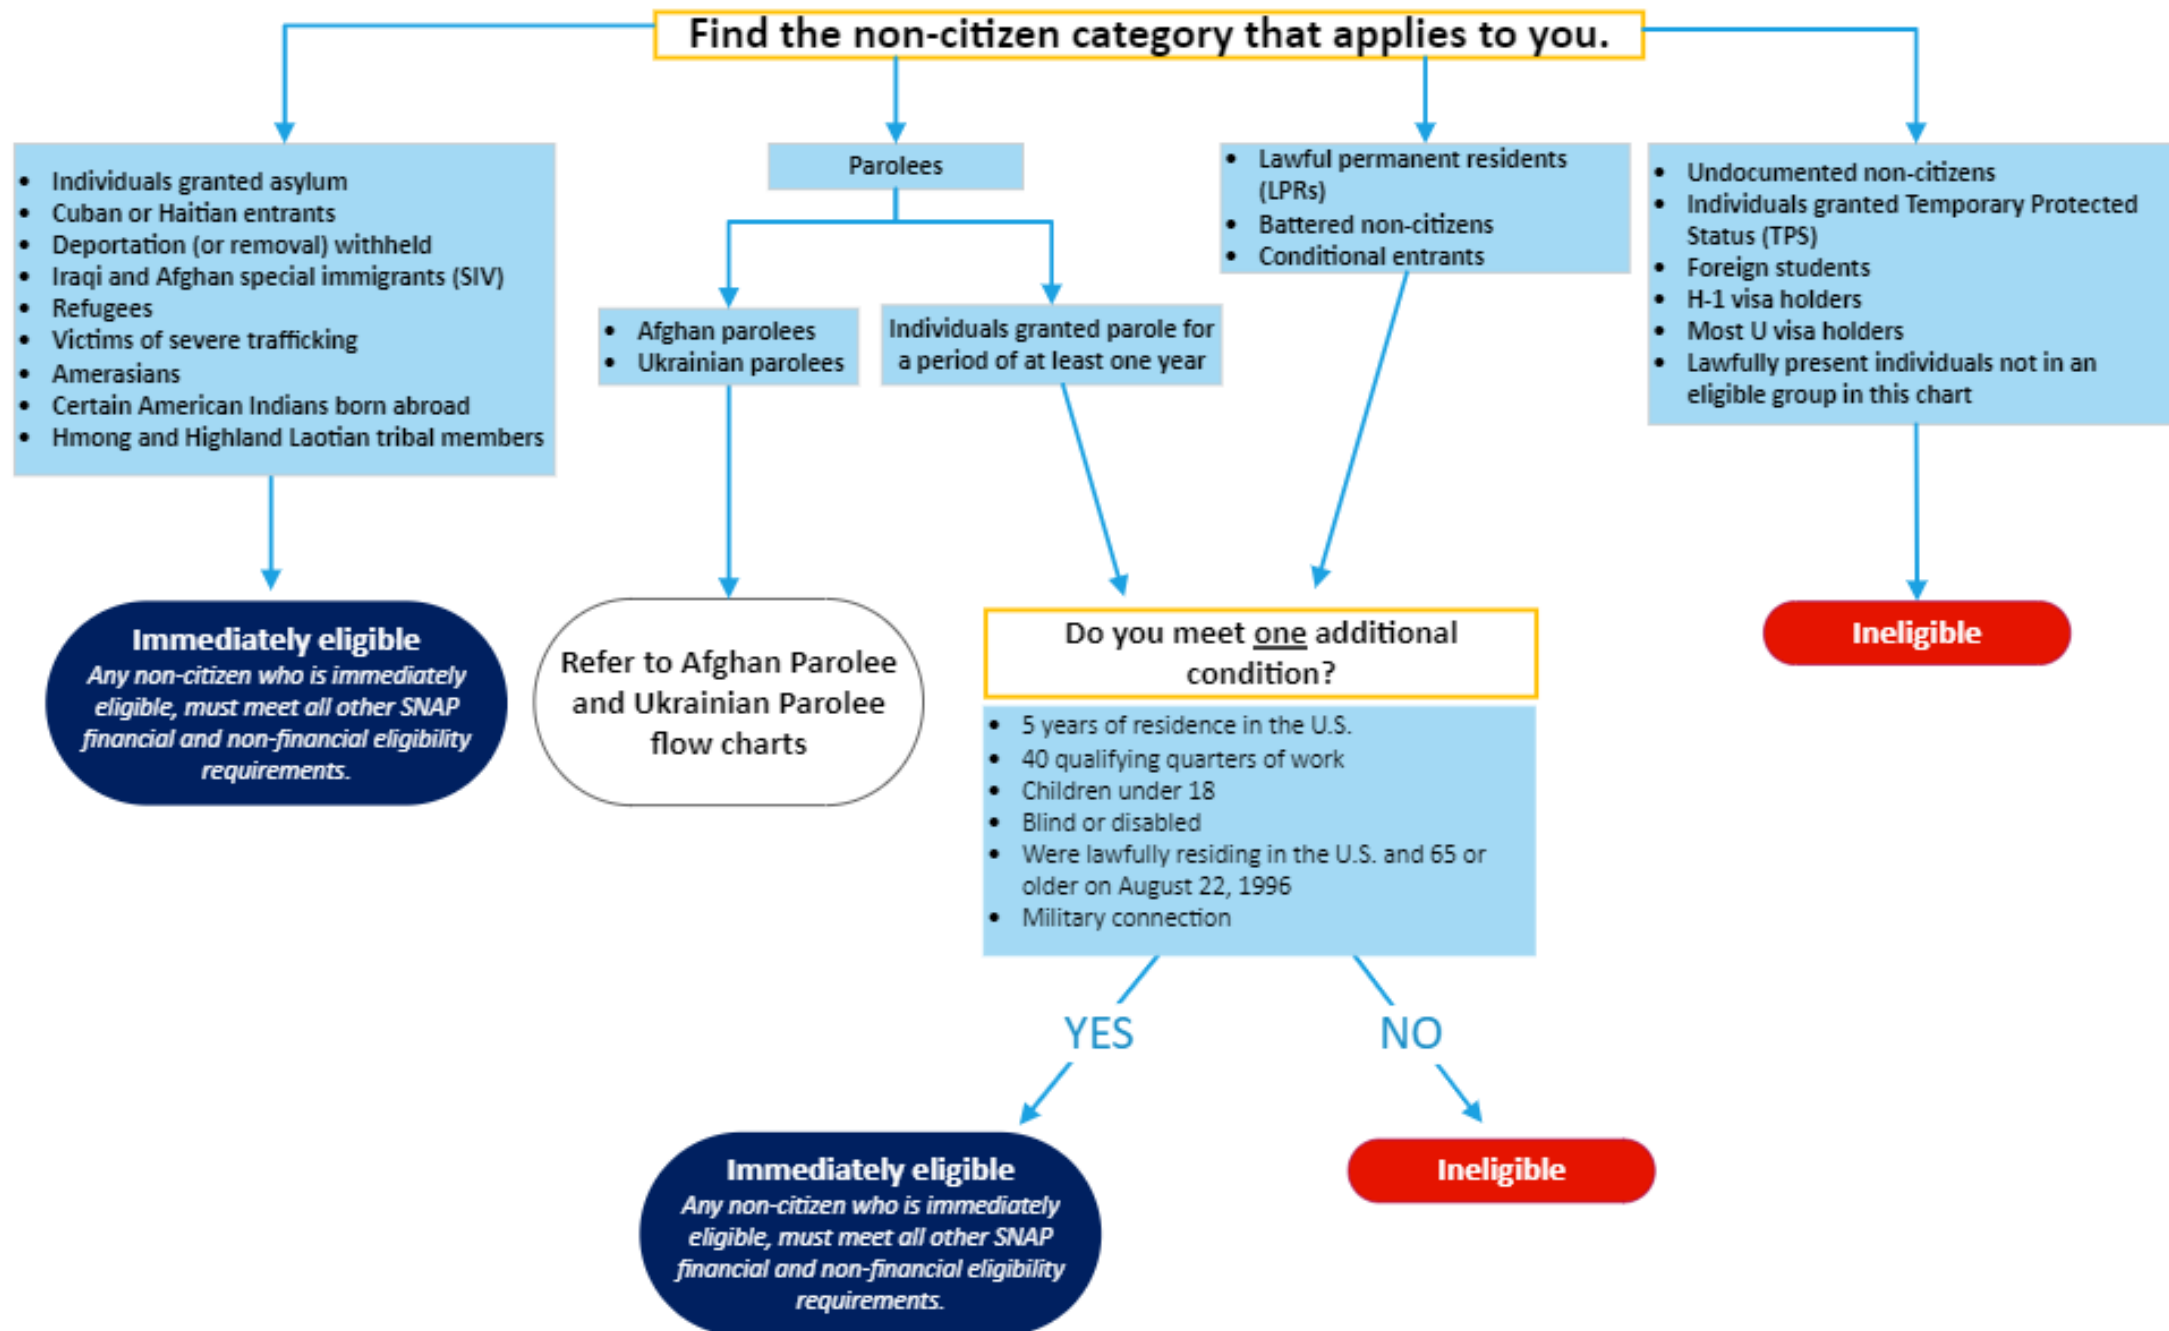 Find the non-citizen category that applies to you.
• Individuals granted asylum
• Cuban or Haitian entrants
• Deportation (or removal) withheld
• Iraqi and Afghan special immigrants (SIV)
• Refugees
• Victims of severe trafficking
• Amerasians
• Certain American Indians born abroad
• Hmong and Highland Laotian tribal members
Parolees
• Afghan parolees
• Ukrainian parolees
Individuals granted parole for
a period of at least one year
• Lawful permanent residents
(LPRs)
• Battered non-citizens
• Conditional entrants
• Undocumented non-citizens
• Individuals granted Temporary Protected
Status (TPS)
• Foreign students
• H-1 visa holders
• Most U visa holders
• Lawfully present individuals not in an
eligible group in this chart
Immediately eligible
Any non-citizen who is immediately
eligible, must meet all other SNAP
financial and non-financial eligibility
requirements.
Refer to Afghan Parolee
and Ukrainian Parolee
flow charts
Do you meet one additional
condition?
• 5 years of residence in the U.S.
• 40 qualifying quarters of work
• Children under 18
• Blind or disabled
• Were lawfully residing in the U.S. and 65 or
older on August 22, 1996
• Military connection
Ineligible
YES
NO
Immediately eligible
Any non-citizen who is immediately
eligible, must meet all other SNAP
financial and non-financial eligibility
requirements.
Ineligible